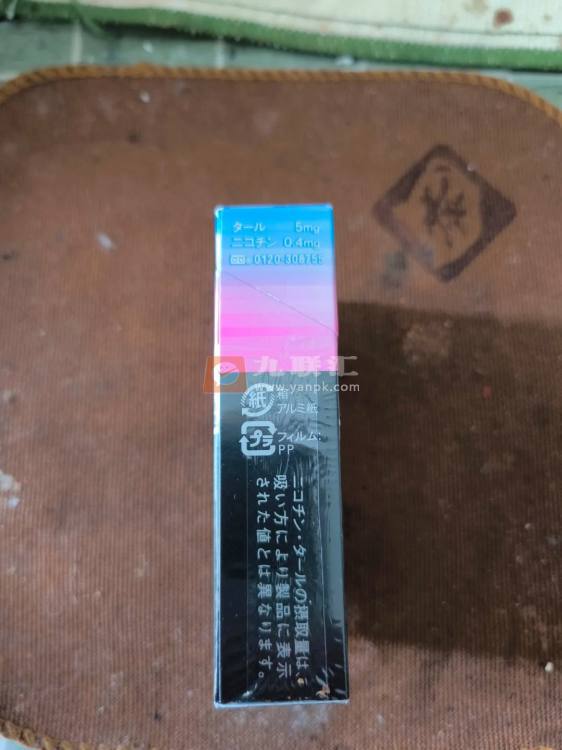 タール 5mg
ニコチン 0.4mg
0120-306755
九联汇
www.yanpk.com
紙
箱
アルミ紙
プラ
フィルム:
PP
ニコチン・タールの摂取量は、
吸い方により製品に表示
された値とは異なります。